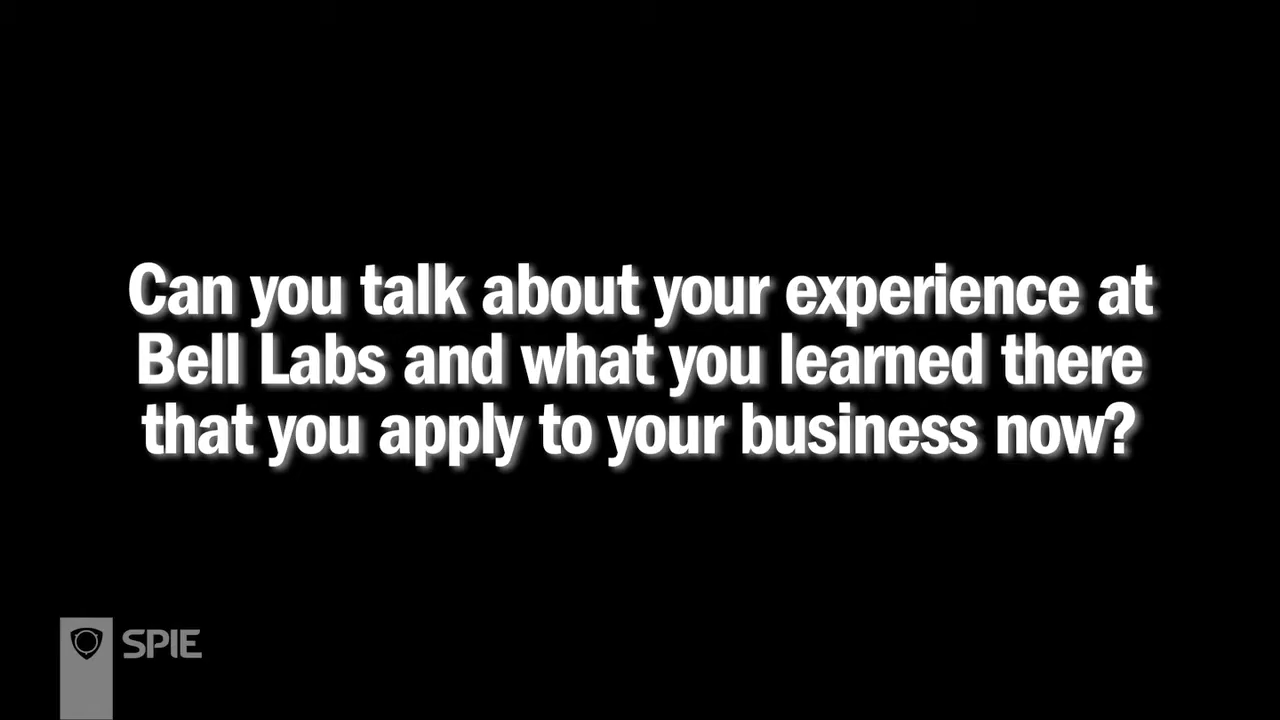 Can you talk about your experience at
Bell Labs and what you learned there
that you apply to your business now?
SPIE